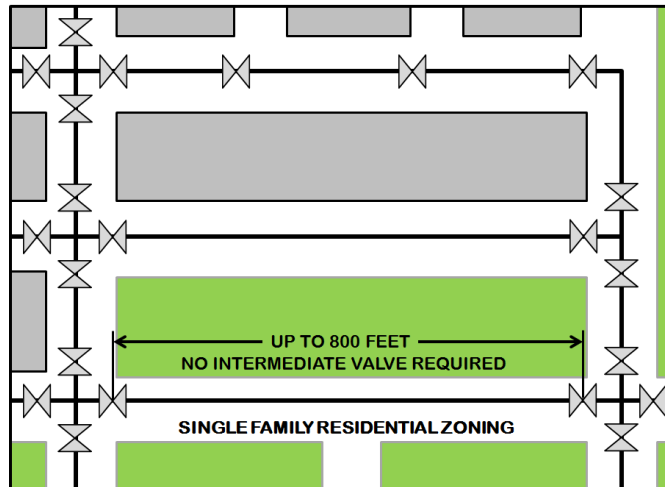 UP TO 800 FEET
NO INTERMEDIATE VALVE REQUIRED
SINGLE FAMILY RESIDENTIAL ZONING